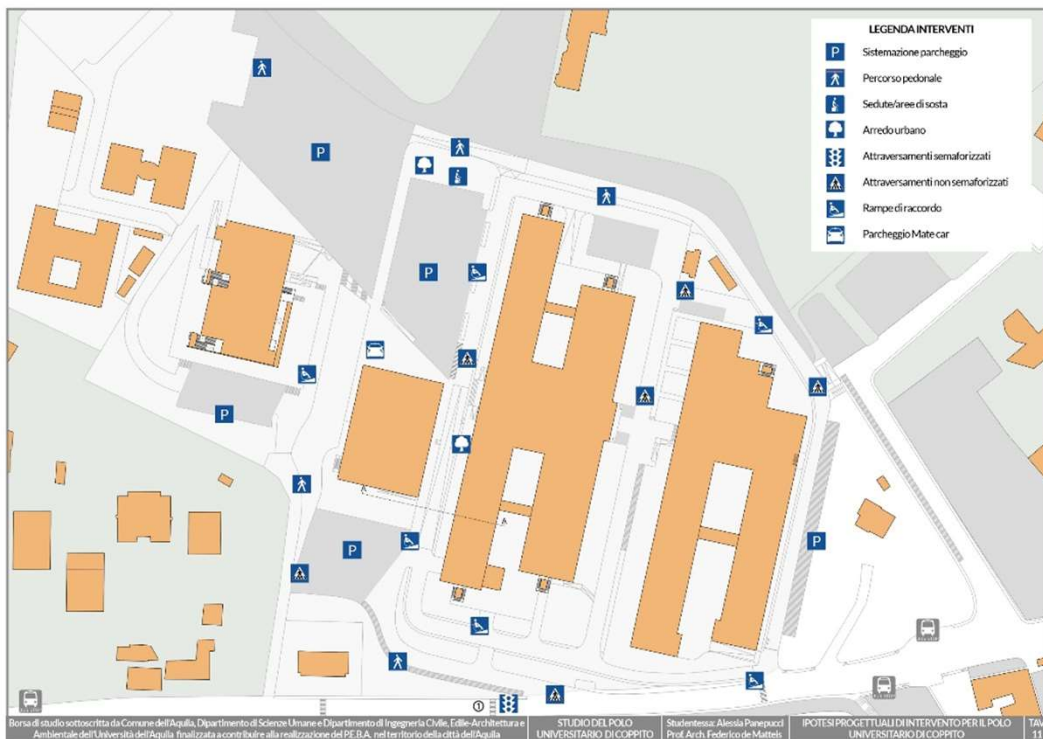 LEGENDA INTERVENTI
P Sistemazione parcheggio
Percorso pedonale
Sedute/aree di sosta
Arredo urbano
Attraversamenti semaforizzati
Attraversamenti non semaforizzati
Rampe di raccordo
Parcheggio Mate car
P
P
P
P
P
A
1
Borsa di studio sottoscritta da Comune dell'Aquila, Dipartimento di Scienze Umane e Dipartimento di Ingegneria Civile, Edile-Architettura e
Ambientale dell'Università dell'Aquila finalizzata a contribuire alla realizzazione del P.E.B.A. nel territorio della città dell'Aquila
STUDIO DEL POLO
UNIVERSITARIO DI COPPITO
Studentessa: Alessia Panepucci
Prof. Arch. Federico de Matteis
IPOTESI PROGETTUALI DI INTERVENTO PER IL POLO
UNIVERSITARIO DI COPPITO
TAV
11